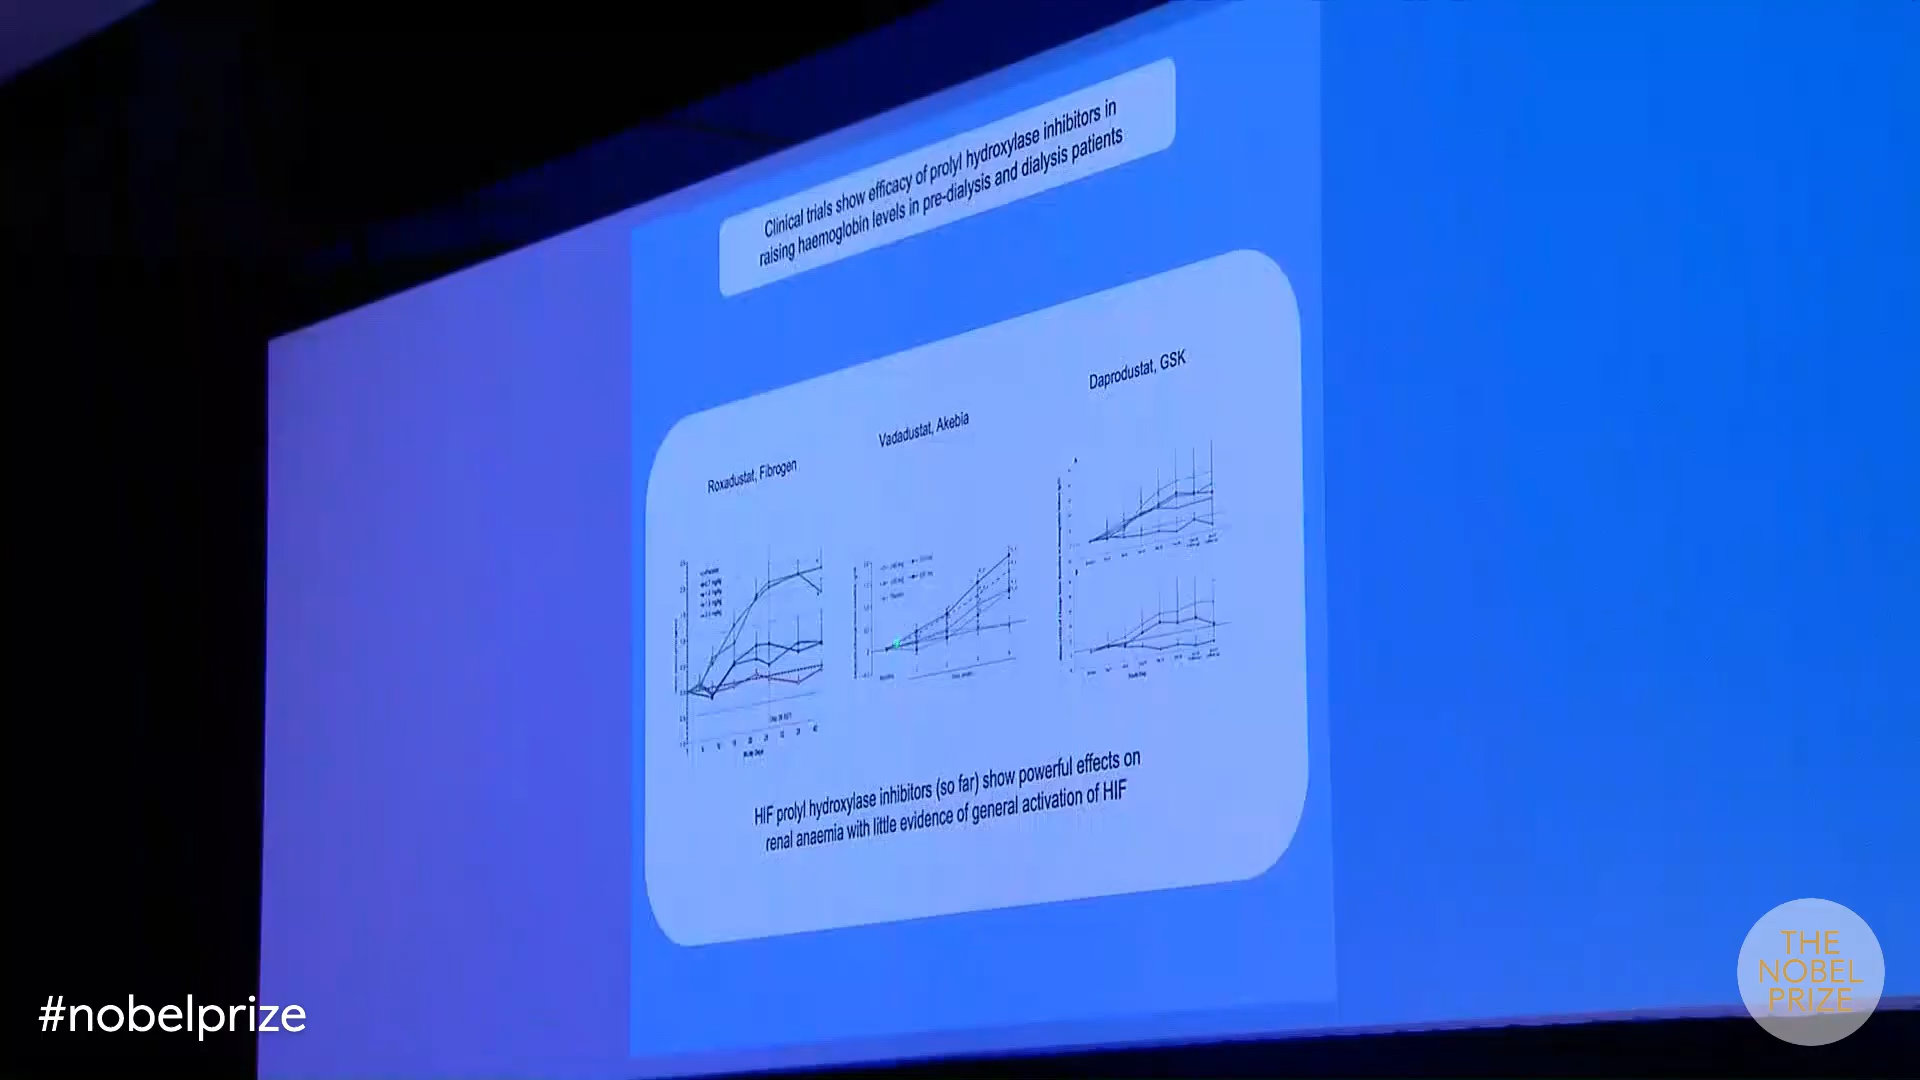 Clinical trials show efficacy of prolyl hydroxylase inhibitors in
raising haemoglobin levels in pre-dialysis and dialysis patients
Roxadustat, Fibrogen
Vadadustat, Akebia
Daprodustat, GSK
HIF prolyl hydroxylase inhibitors (so far) show powerful effects on
renal anaemia with little evidence of general activation of HIF
#nobelprize
THE
NOBEL
PRIZE